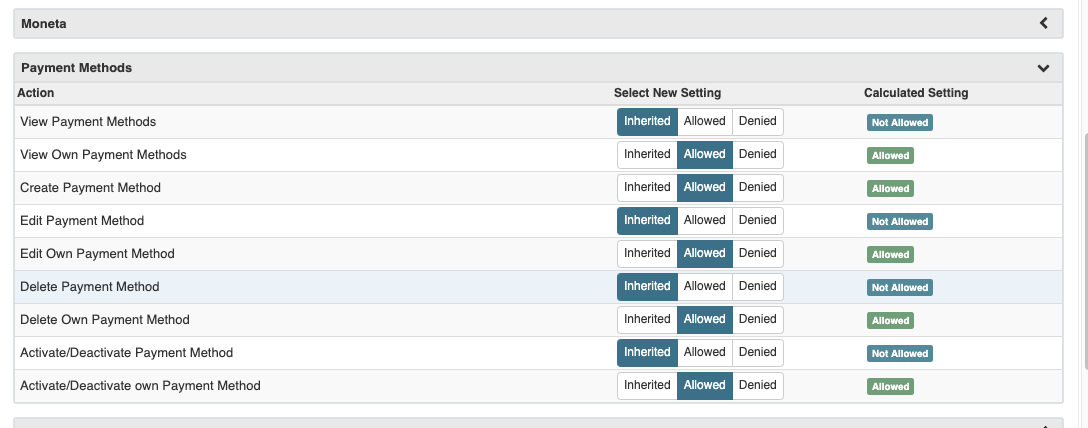 Moneta
Payment Methods
Action Select New Setting Calculated Setting
View Payment Methods Inherited Allowed Denied Not Allowed
View Own Payment Methods Inherited Allowed Denied Allowed
Create Payment Method Inherited Allowed Denied Allowed
Edit Payment Method Inherited Allowed Denied Not Allowed
Edit Own Payment Method Inherited Allowed Denied Allowed
Delete Payment Method Inherited Allowed Denied Not Allowed
Delete Own Payment Method Inherited Allowed Denied Allowed
Activate/Deactivate Payment Method Inherited Allowed Denied Not Allowed
Activate/Deactivate own Payment Method Inherited Allowed Denied Allowed